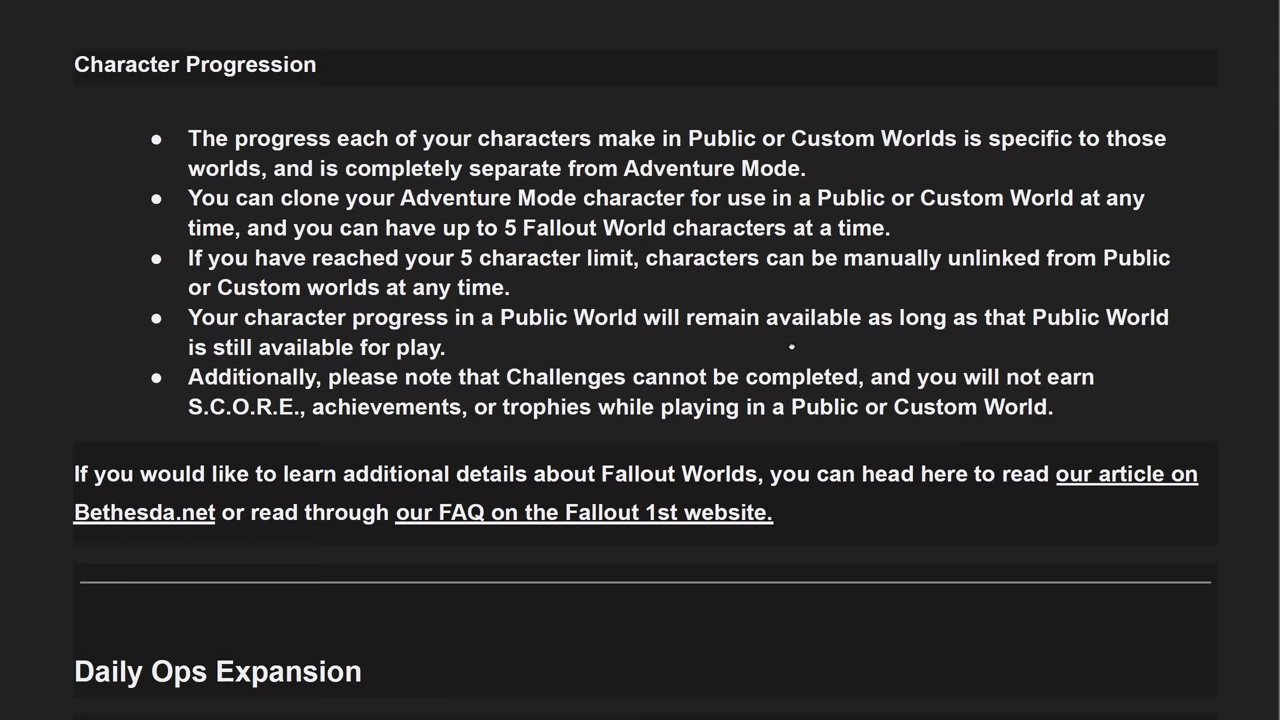 Character Progression
● The progress each of your characters make in Public or Custom Worlds is specific to those
worlds, and is completely separate from Adventure Mode.
● You can clone your Adventure Mode character for use in a Public or Custom World at any
time, and you can have up to 5 Fallout World characters at a time.
● If you have reached your 5 character limit, characters can be manually unlinked from Public
or Custom worlds at any time.
● Your character progress in a Public World will remain available as long as that Public World
is still available for play.
● Additionally, please note that Challenges cannot be completed, and you will not earn
S.C.O.R.E., achievements, or trophies while playing in a Public or Custom World.
If you would like to learn additional details about Fallout Worlds, you can head here to read our article on
Bethesda.net or read through our FAQ on the Fallout 1st website.
Daily Ops Expansion